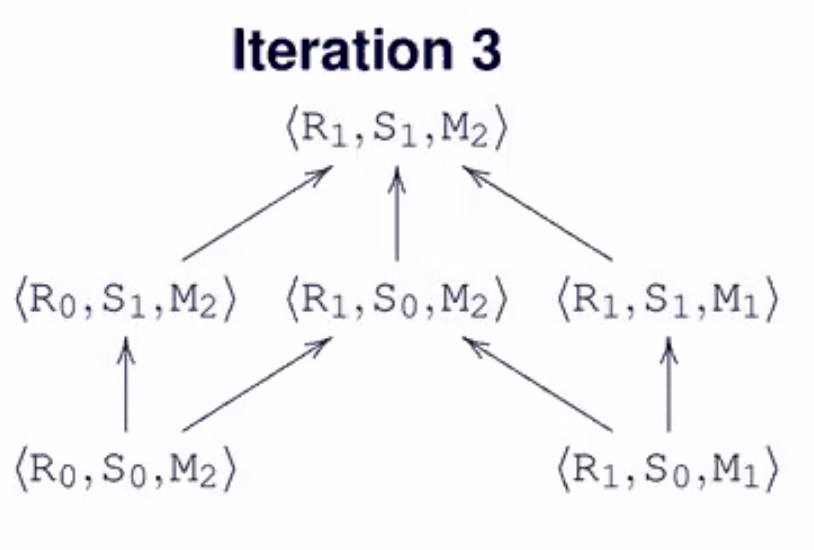 Iteration 3
⟨R₁,S₁,M₂⟩
⟨R₀,S₁,M₂⟩ ⟨R₁,S₀,M₂⟩ ⟨R₁,S₁,M₁⟩
⟨R₀,S₀,M₂⟩ ⟨R₁,S₀,M₁⟩